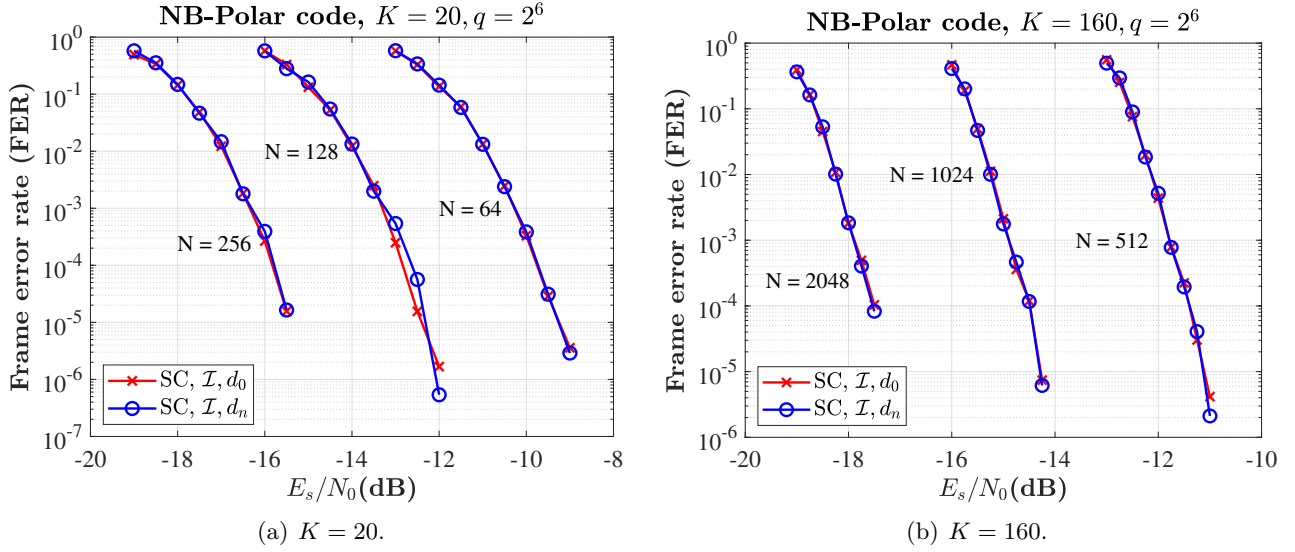 NB-Polar code, K = 20, q = 2^6
Frame error rate (FER)
10^0
10^-1
10^-2
10^-3
10^-4
10^-5
10^-6
10^-7
N = 128
N = 64
N = 256
SC, ℐ, d_0
SC, ℐ, d_n
-20 -18 -16 -14 -12 -10 -8
E_s/N_0(dB)
(a) K = 20.
NB-Polar code, K = 160, q = 2^6
Frame error rate (FER)
10^0
10^-1
10^-2
10^-3
10^-4
10^-5
10^-6
N = 1024
N = 512
N = 2048
SC, ℐ, d_0
SC, ℐ, d_n
-20 -18 -16 -14 -12 -10
E_s/N_0(dB)
(b) K = 160.